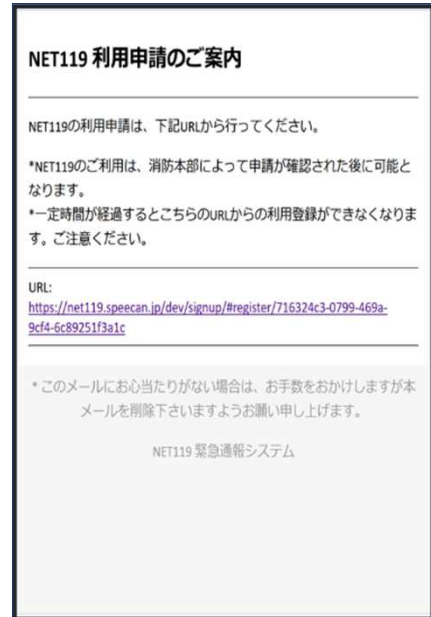 NET119 利用申請のご案内
NET119の利用申請は、下記URLから行ってください。
*NET119のご利用は、消防本部によって申請が確認された後に可能と
なります。
*一定時間が経過するとこちらのURLからの利用登録ができなくなりま
す。ご注意ください。
URL:
https://net119.speecan.jp/dev/signup/#register/716324c3-0799-469a-
9cf4-6c89251f3a1c
* このメールにお心当たりがない場合は、お手数をおかけしますが本
メールを削除下さいますようお願い申し上げます。
NET119 緊急通報システム